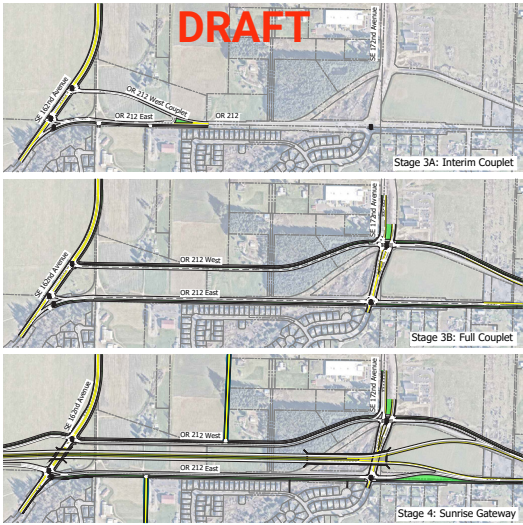 DRAFT
SE 172nd Avenue
SE 162nd Avenue
OR 212 West Couplet
OR 212 East
OR 212
Stage 3A: Interim Couplet
SE 172nd Avenue
SE 162nd Avenue
OR 212 West
OR 212 East
Stage 3B: Full Couplet
SE 172nd Avenue
SE 162nd Avenue
OR 212 West
OR 212 East
Stage 4: Sunrise Gateway